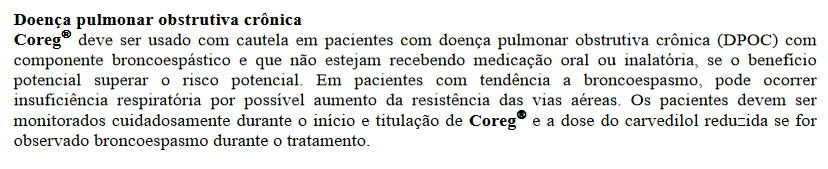 Doença pulmonar obstrutiva crônica
Coreg® deve ser usado com cautela em pacientes com doença pulmonar obstrutiva crônica (DPOC) com
componente broncoespástico e que não estejam recebendo medicação oral ou inalatória, se o benefício
potencial superar o risco potencial. Em pacientes com tendência a broncoespasmo, pode ocorrer
insuficiência respiratória por possível aumento da resistência das vias aéreas. Os pacientes devem ser
monitorados cuidadosamente durante o início e titulação de Coreg® e a dose do carvedilol reduzida se for
observado broncoespasmo durante o tratamento.